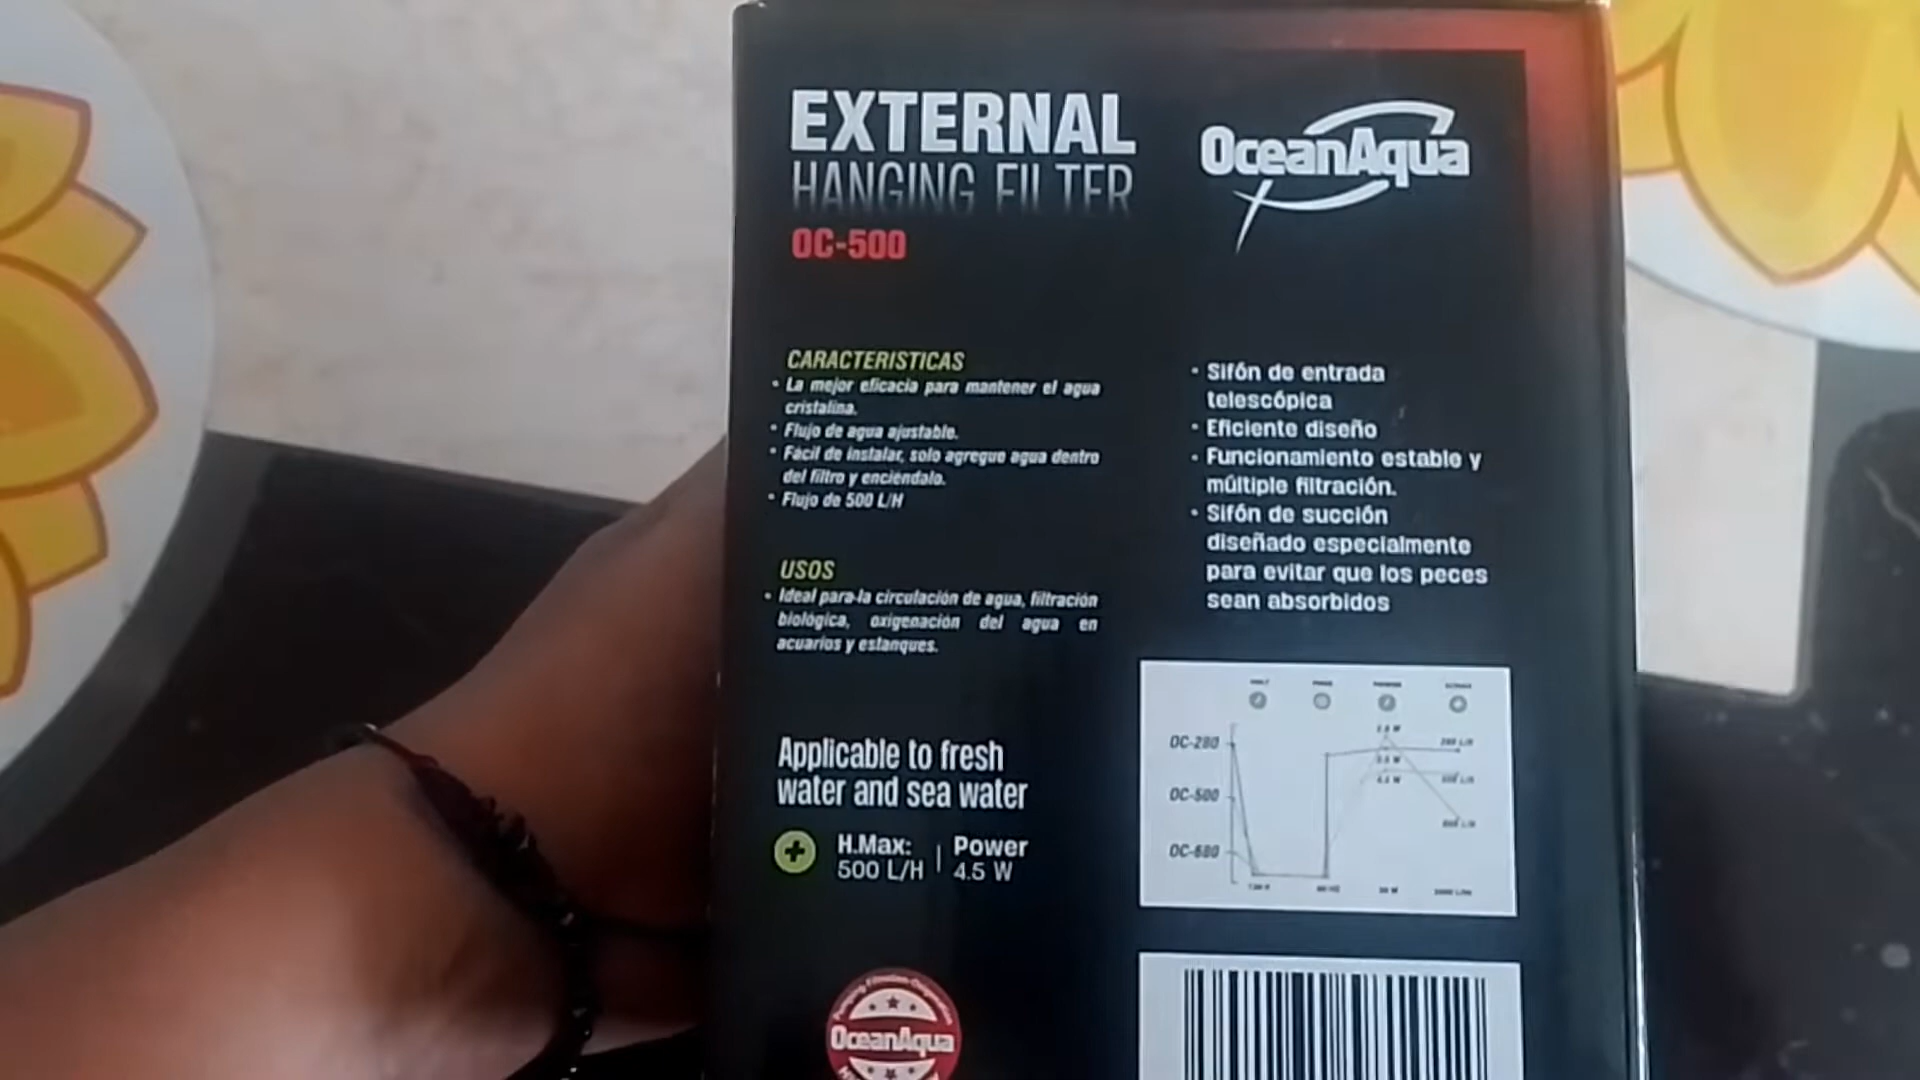 EXTERNAL
HANGING FILTER
OC-500
OceanAqua
CARACTERISTICAS
• La mejor eficacia para mantener el agua
cristalina.
• Flujo de agua ajustable.
• Fácil de instalar, solo agregue agua dentro
del filtro y enciéndalo.
• Flujo de 500 L/H
USOS
• Ideal para la circulación de agua, filtración
biológica, oxigenación del agua en
acuarios y estanques.
Applicable to fresh
water and sea water
H.Max: | Power
500 L/H | 4.5 W
OceanAqua
• Sifón de entrada
telescópica
• Eficiente diseño
• Funcionamiento estable y
múltiple filtración.
• Sifón de succión
diseñado especialmente
para evitar que los peces
sean absorbidos
OC-280
OC-500
OC-680